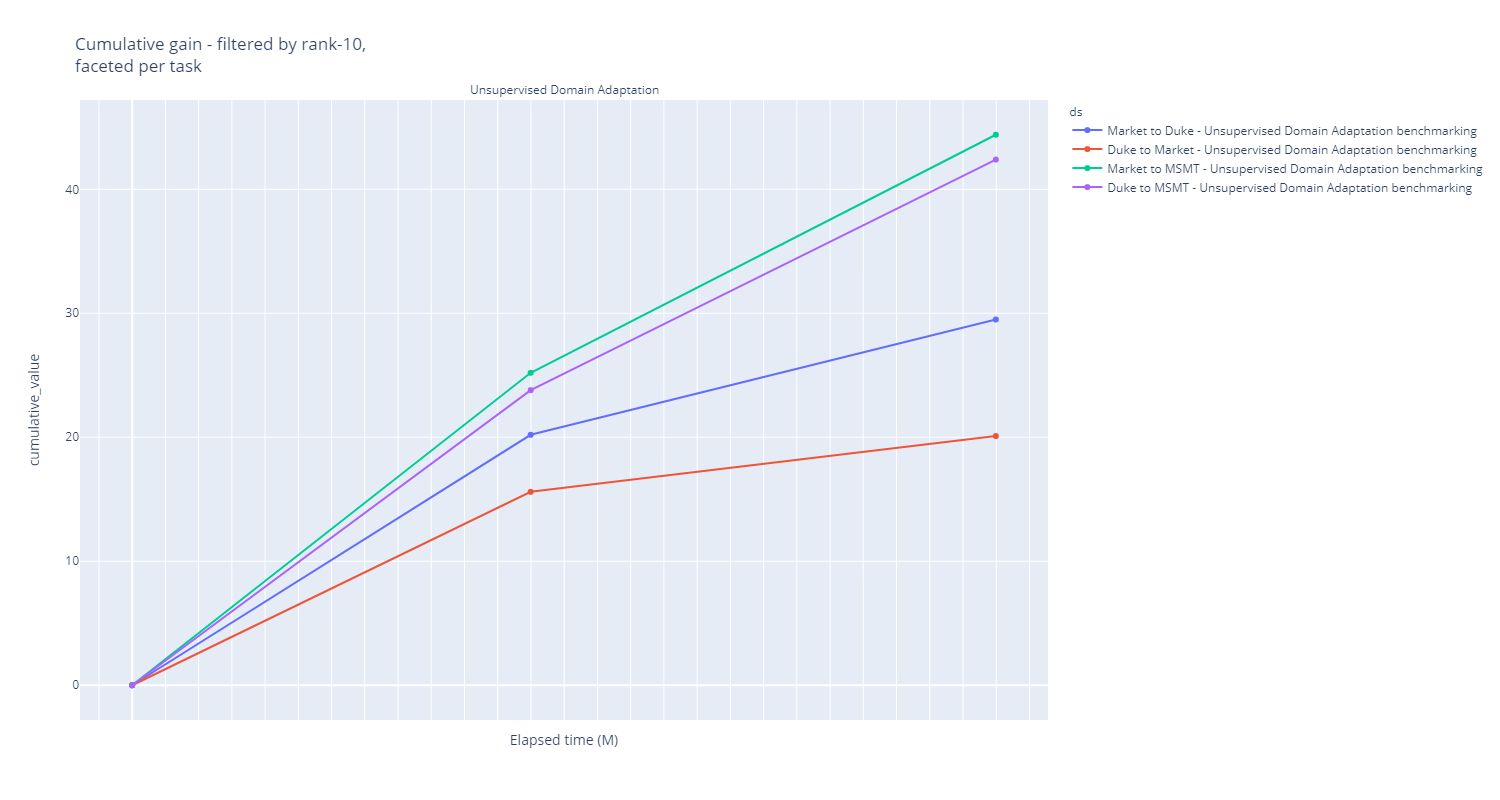 Cumulative gain - filtered by rank-10,
faceted per task
Unsupervised Domain Adaptation
ds
Market to Duke - Unsupervised Domain Adaptation benchmarking
Duke to Market - Unsupervised Domain Adaptation benchmarking
Market to MSMT - Unsupervised Domain Adaptation benchmarking
Duke to MSMT - Unsupervised Domain Adaptation benchmarking
40
30
20
10
0
cumulative_value
Elapsed time (M)